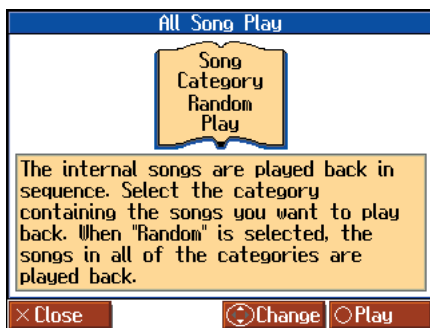 All Song Play
Song
Category
Random
Play
The internal songs are played back in
sequence. Select the category
containing the songs you want to play
back. When "Random" is selected, the
songs in all of the categories are
played back.
× Close
Change
○ Play